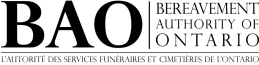 BAO
BEREAVEMENT
AUTHORITY OF
ONTARIO
L'AUTORITÉ DES SERVICES FUNÉRAIRES ET CIMETIÈRES DE L'ONTARIO